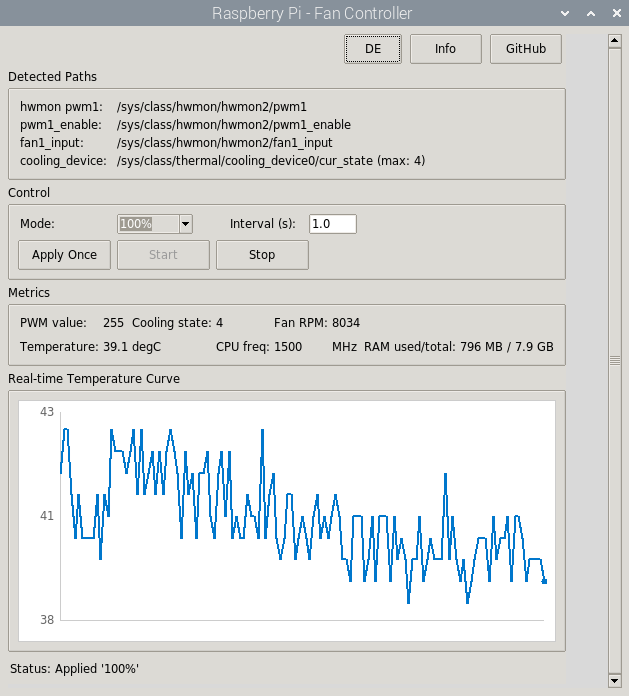 Raspberry Pi - Fan Controller
DE Info GitHub
Detected Paths
hwmon pwm1: /sys/class/hwmon/hwmon2/pwm1
pwm1_enable: /sys/class/hwmon/hwmon2/pwm1_enable
fan1_input: /sys/class/hwmon/hwmon2/fan1_input
cooling_device: /sys/class/thermal/cooling_device0/cur_state (max: 4)
Control
Mode: 100% Interval (s): 1.0
Apply Once Start Stop
Metrics
PWM value: 255 Cooling state: 4 Fan RPM: 8034
Temperature: 39.1 degC CPU freq: 1500 MHz RAM used/total: 796 MB / 7.9 GB
Real-time Temperature Curve
43
41
38
Status: Applied '100%'